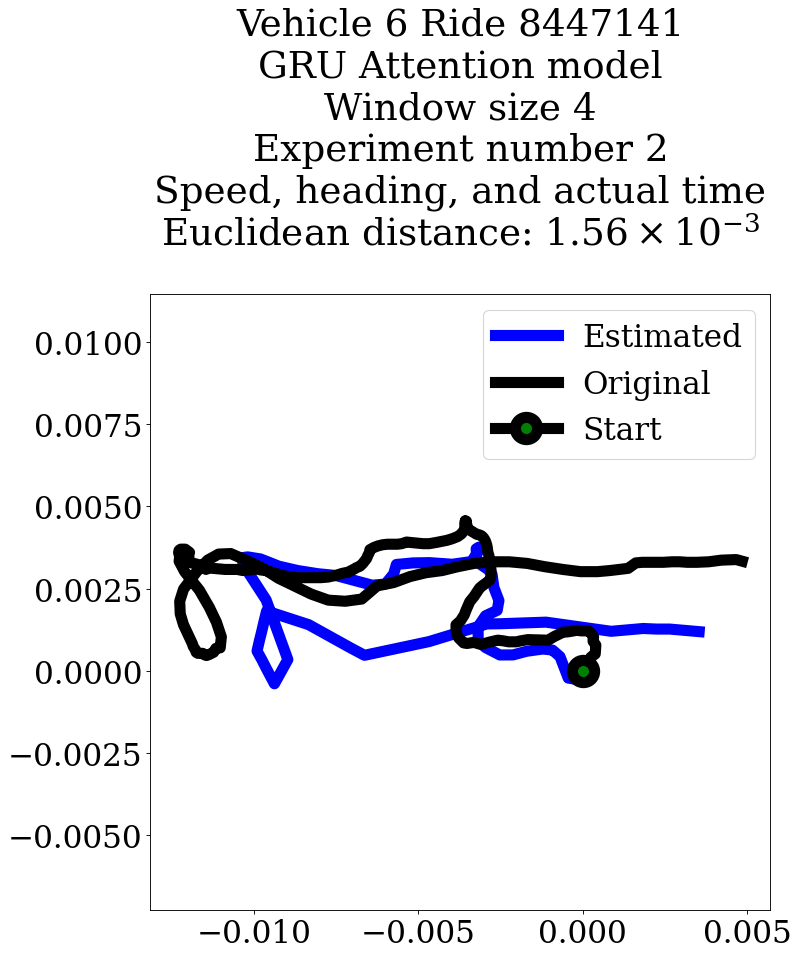 Vehicle 6 Ride 8447141
GRU Attention model
Window size 4
Experiment number 2
Speed, heading, and actual time
Euclidean distance: 1.56 × 10⁻³
Estimated
Original
Start
0.0100
0.0075
0.0050
0.0025
0.0000
−0.0025
−0.0050
−0.010
−0.005
0.000
0.005